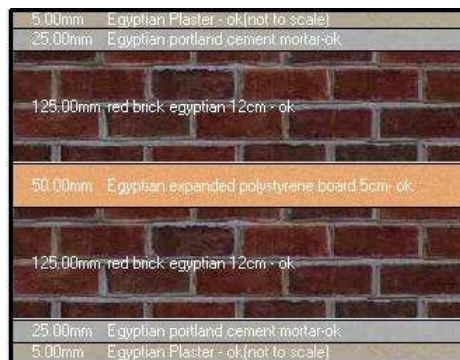 5.00mm Egyptian Plaster - ok(not to scale)
25.00mm Egyptian portland cement mortar-ok
125.00mm red brick egyptian 12cm - ok
50.00mm Egyptian expanded polystyrene board 5cm- ok
125.00mm red brick egyptian 12cm - ok
25.00mm Egyptian portland cement mortar-ok
5.00mm Egyptian Plaster - ok(not to scale)